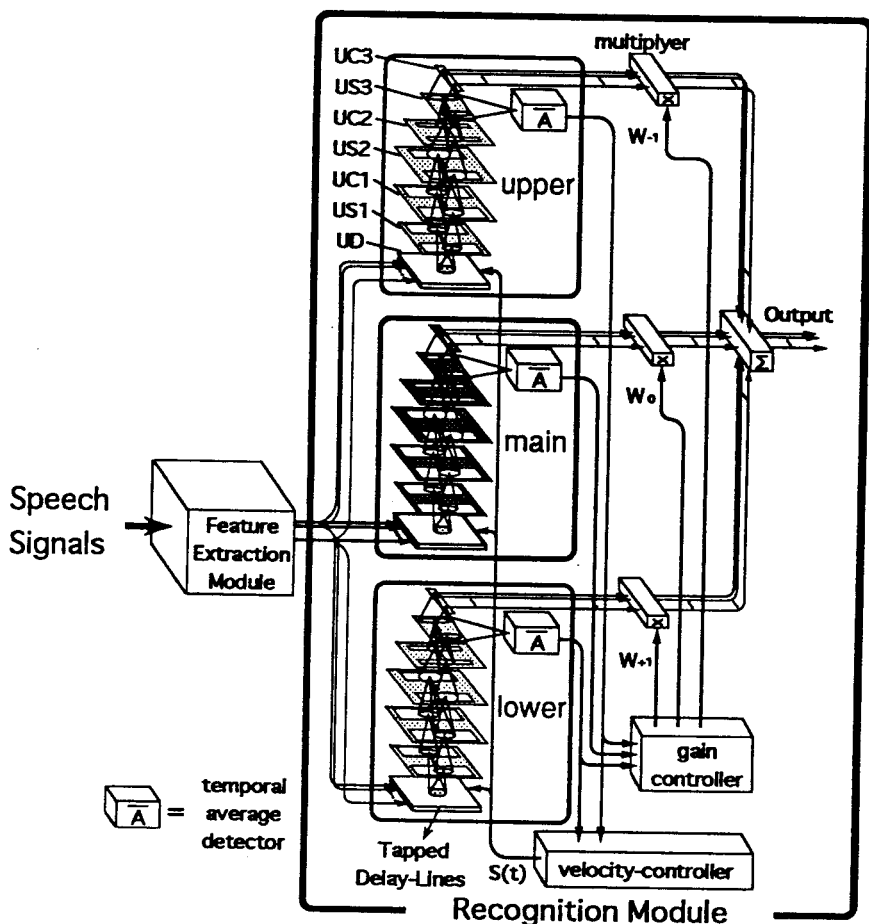 multiplyer
UC3
US3
UC2
US2
UC1
US1
UD
A
upper
W-1
Output
A
main
W0
Σ
Speech
Signals
Feature
Extraction
Module
A
lower
W+1
gain
controller
A = temporal
average
detector
Tapped
Delay-Lines
S(t)
velocity-controller
Recognition Module